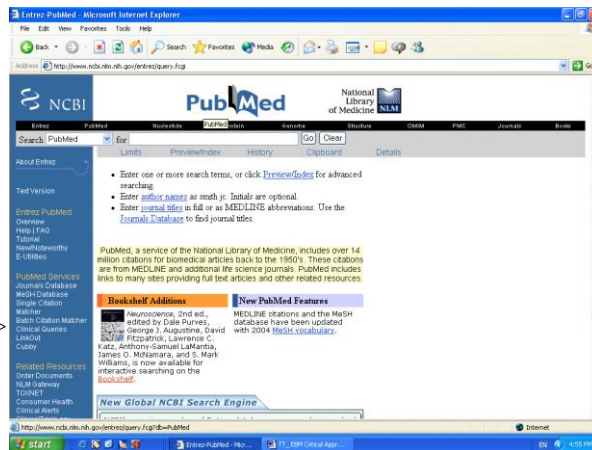 Entrez-PubMed - Microsoft Internet Explorer
File Edit View Favorites Tools Help
Back Search Favorites Media
Address http://www.ncbi.nlm.nih.gov/entrez/query.fcgi Go
NCBI PubMed National Library of Medicine NLM
Entrez PubMed Nucleotide Protein Genome Structure OMIM PMC Journals Books
PubMed
Search PubMed for Go Clear
Limits Preview/Index History Clipboard Details
About Entrez
Text Version
Entrez PubMed
Overview
Help | FAQ
Tutorial
New/Noteworthy
E-Utilities
PubMed Services
Journals Database
MeSH Database
Single Citation
Matcher
Batch Citation Matcher
Clinical Queries
LinkOut
Cubby
Related Resources
Order Documents
NLM Gateway
TOXNET
Consumer Health
Clinical Alerts
ClinicalTrials.gov
>
• Enter one or more search terms, or click Preview/Index for advanced
searching.
• Enter author names as smith jc. Initials are optional.
• Enter journal titles in full or as MEDLINE abbreviations. Use the
Journals Database to find journal titles.
PubMed, a service of the National Library of Medicine, includes over 14
million citations for biomedical articles back to the 1950's. These citations
are from MEDLINE and additional life science journals. PubMed includes
links to many sites providing full text articles and other related resources.
Bookshelf Additions
Neuroscience, 2nd ed.,
edited by Dale Purves,
George J. Augustine, David
Fitzpatrick, Lawrence C.
Katz, Anthony-Samuel LaMantia,
James O. McNamara, and S. Mark
Williams, is now available for
interactive searching on the
Bookshelf.
New PubMed Features
MEDLINE citations and the MeSH
database have been updated
with 2004 MeSH vocabulary.
New Global NCBI Search Engine
http://www.ncbi.nlm.nih.gov/entrez/query.fcgi?db=PubMed Internet
start Entrez-PubMed - Micr... TT_ EBM Critical Appr... EN 4:55 PM